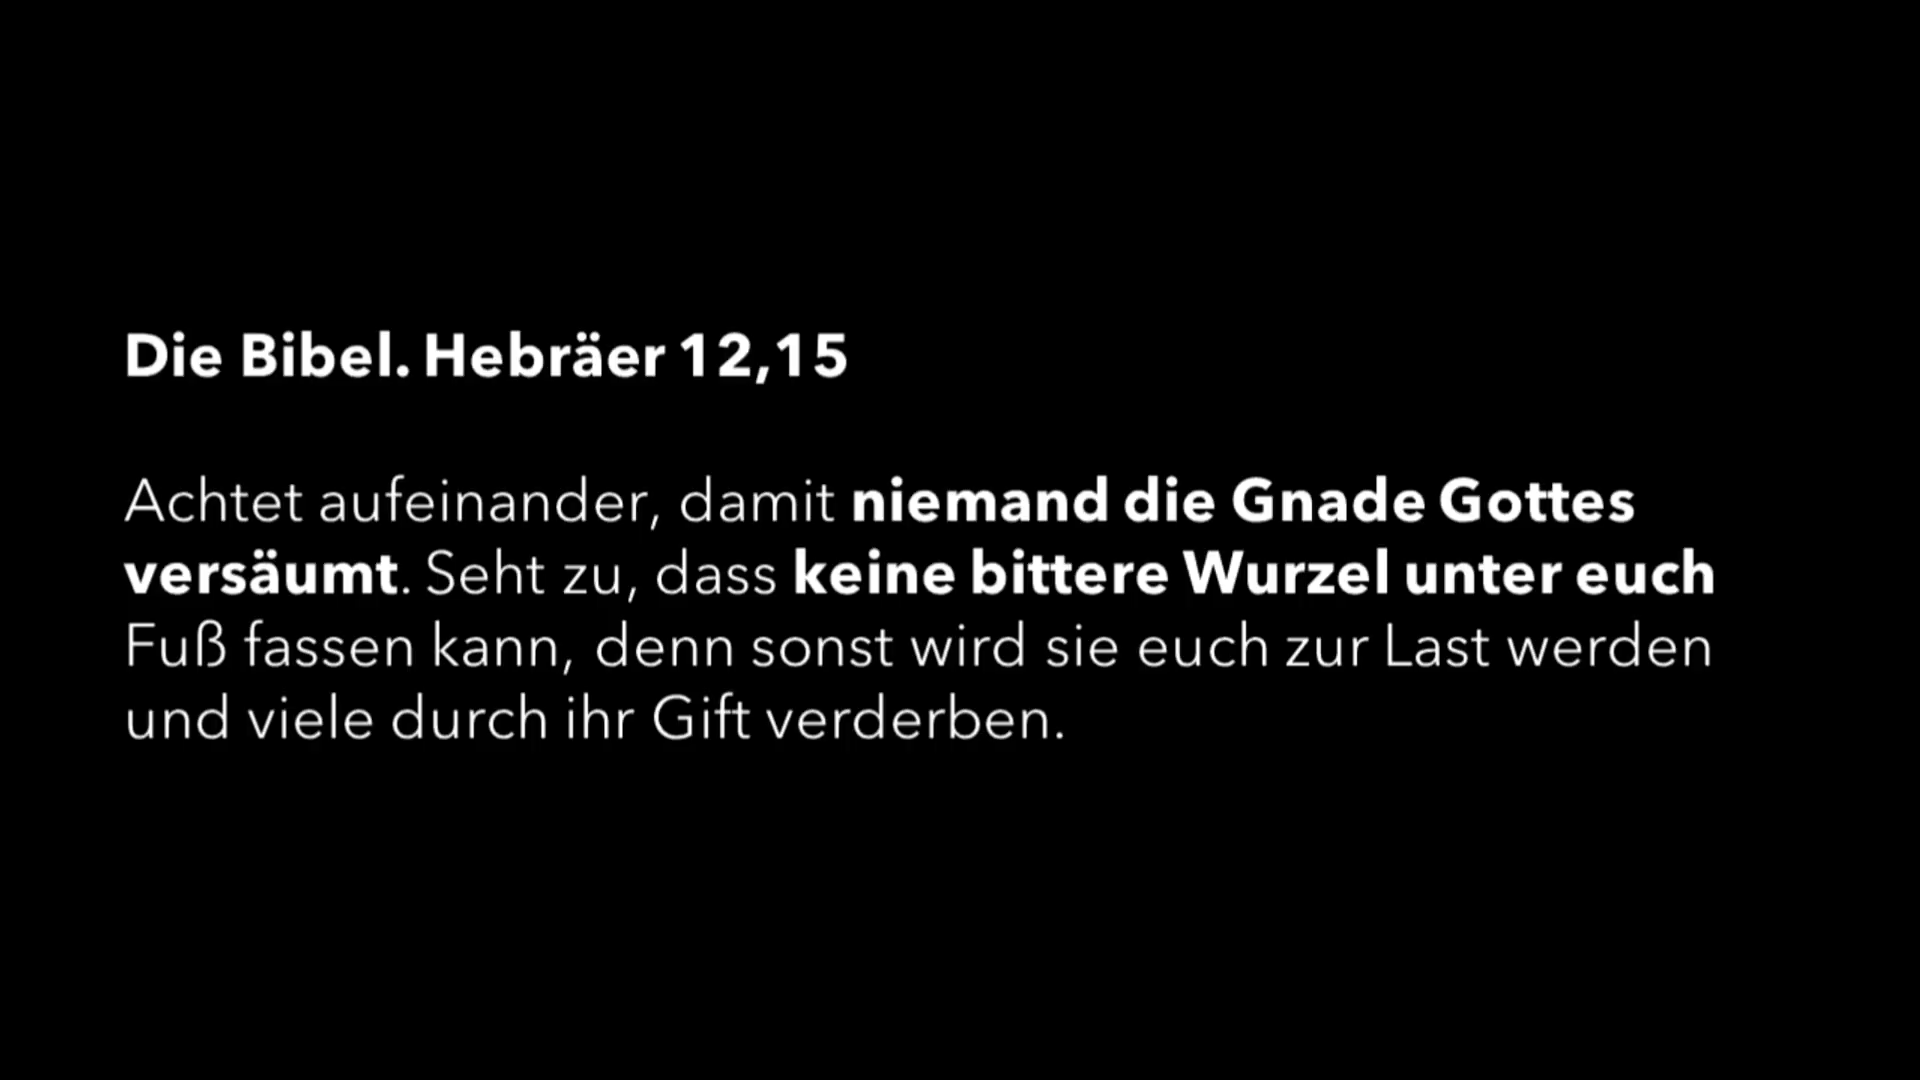 Die Bibel. Hebräer 12,15
Achtet aufeinander, damit niemand die Gnade Gottes
versäumt. Seht zu, dass keine bittere Wurzel unter euch
Fuß fassen kann, denn sonst wird sie euch zur Last werden
und viele durch ihr Gift verderben.